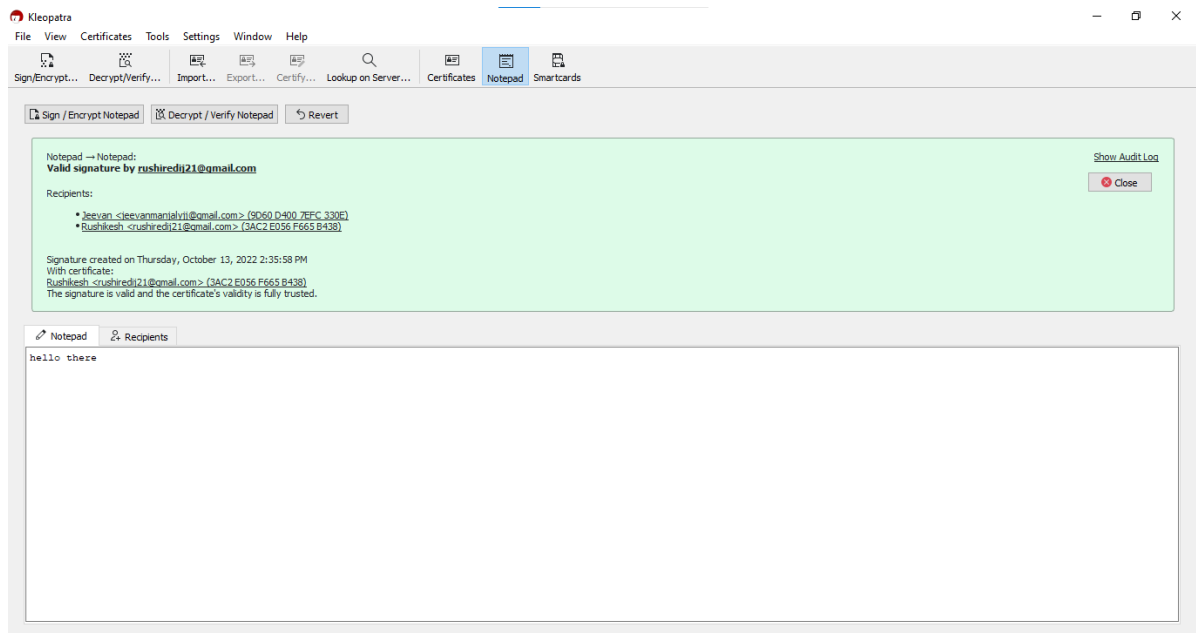 Kleopatra
File View Certificates Tools Settings Window Help
Sign/Encrypt... Decrypt/Verify... Import... Export... Certify... Lookup on Server... Certificates Notepad Smartcards
Sign / Encrypt Notepad Decrypt / Verify Notepad Revert
Notepad → Notepad: Show Audit Log
Valid signature by rushiredij21@gmail.com
Close
Recipients:
• Jeevan <jeevanmanjalyjj@gmail.com> (9D60 D400 7EFC 330E)
• Rushikesh <rushiredij21@gmail.com> (3AC2 E056 F665 B438)
Signature created on Thursday, October 13, 2022 2:35:58 PM
With certificate:
Rushikesh <rushiredij21@gmail.com> (3AC2 E056 F665 B438)
The signature is valid and the certificate's validity is fully trusted.
Notepad Recipients
hello there